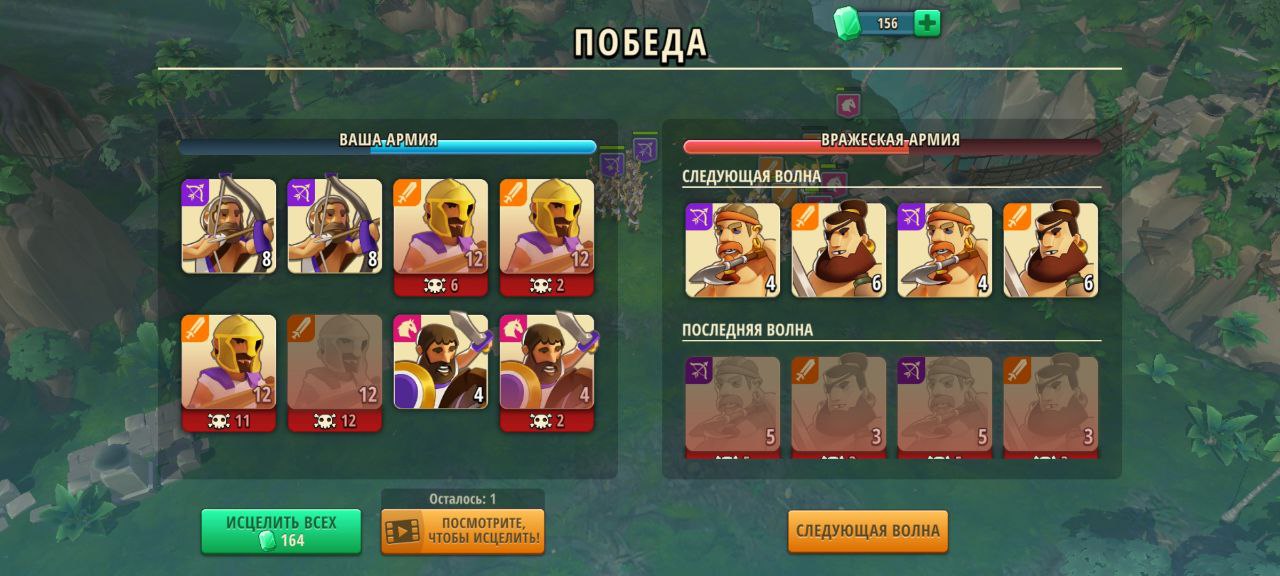 156
ПОБЕДА
ВАША АРМИЯ
8
8
12
12
6
2
12
12
4
4
11
12
2
Осталось: 1
ИСЦЕЛИТЬ ВСЕХ
164
ПОСМОТРИТЕ,
ЧТОБЫ ИСЦЕЛИТЬ!
ВРАЖЕСКАЯ АРМИЯ
СЛЕДУЮЩАЯ ВОЛНА
4
6
4
6
ПОСЛЕДНЯЯ ВОЛНА
5
3
5
3
СЛЕДУЮЩАЯ ВОЛНА